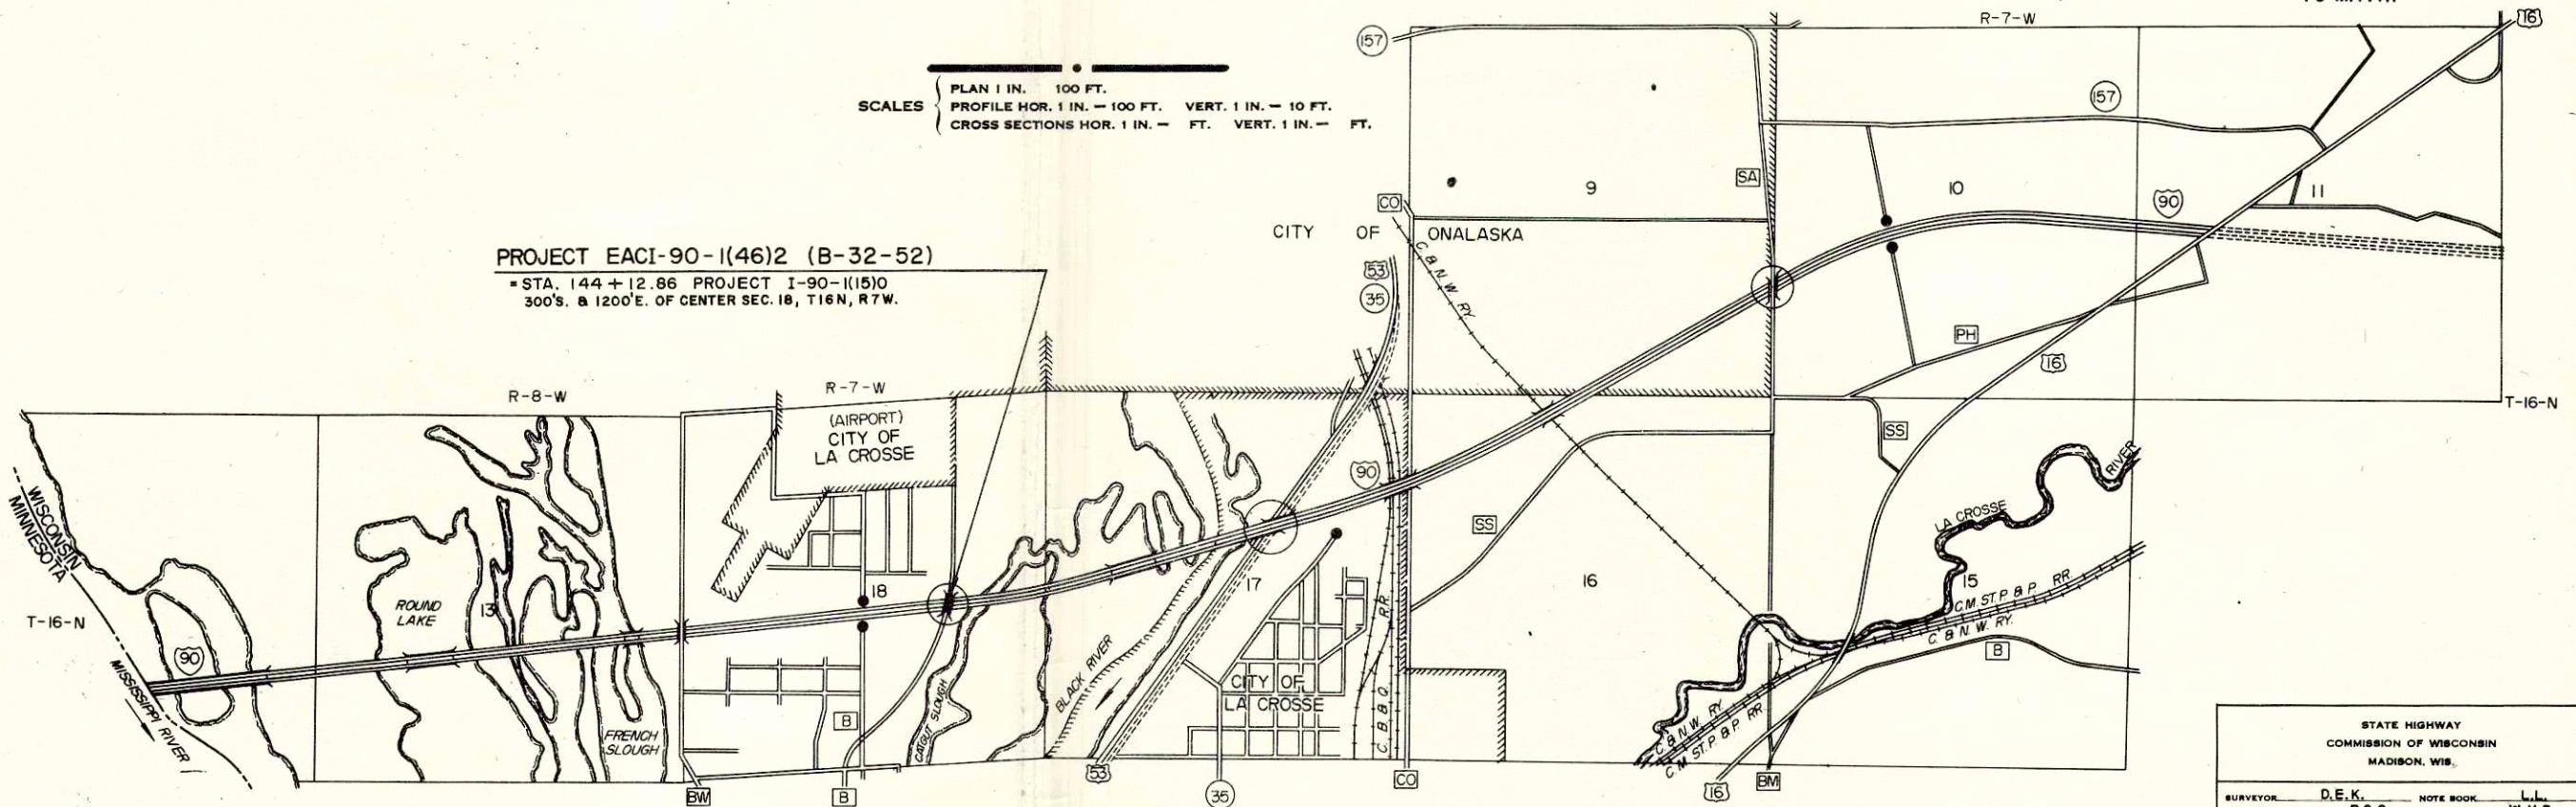 R-7-W
16
157
SCALES
PLAN 1 IN. 100 FT.
PROFILE HOR. 1 IN. — 100 FT. VERT. 1 IN. — 10 FT.
CROSS SECTIONS HOR. 1 IN. — FT. VERT. 1 IN. — FT.
157
SA
9
10
11
90
CO
CITY OF ONALASKA
PROJECT EACI-90-1(46)2 (B-32-52)
= STA. 144 + 12.86 PROJECT I-90-1(15)0
300'S. & 1200'E. OF CENTER SEC. 18, T16N, R7W.
53
35
C. & N. W. RY.
PH
16
R-8-W
R-7-W
T-16-N
(AIRPORT)
CITY OF
LA CROSSE
SS
90
RIVER
LA CROSSE
WISCONSIN
MINNESOTA
SS
ROUND
LAKE
13
18
17
16
15
C.M. ST. P. & P. RR
C. & N. W. RY.
T-16-N
90
B
MISSISSIPPI RIVER
FRENCH
SLOUGH
B
CATGUT SLOUGH
BLACK RIVER
CITY OF
LA CROSSE
C. B. & Q. R.R.
C. & N. W. RY.
C. M. ST. P. & P. RR
BW
B
53
35
CO
16
BM
STATE HIGHWAY
COMMISSION OF WISCONSIN
MADISON, WIS.
SURVEYOR D.E.K. NOTE BOOK L.L.